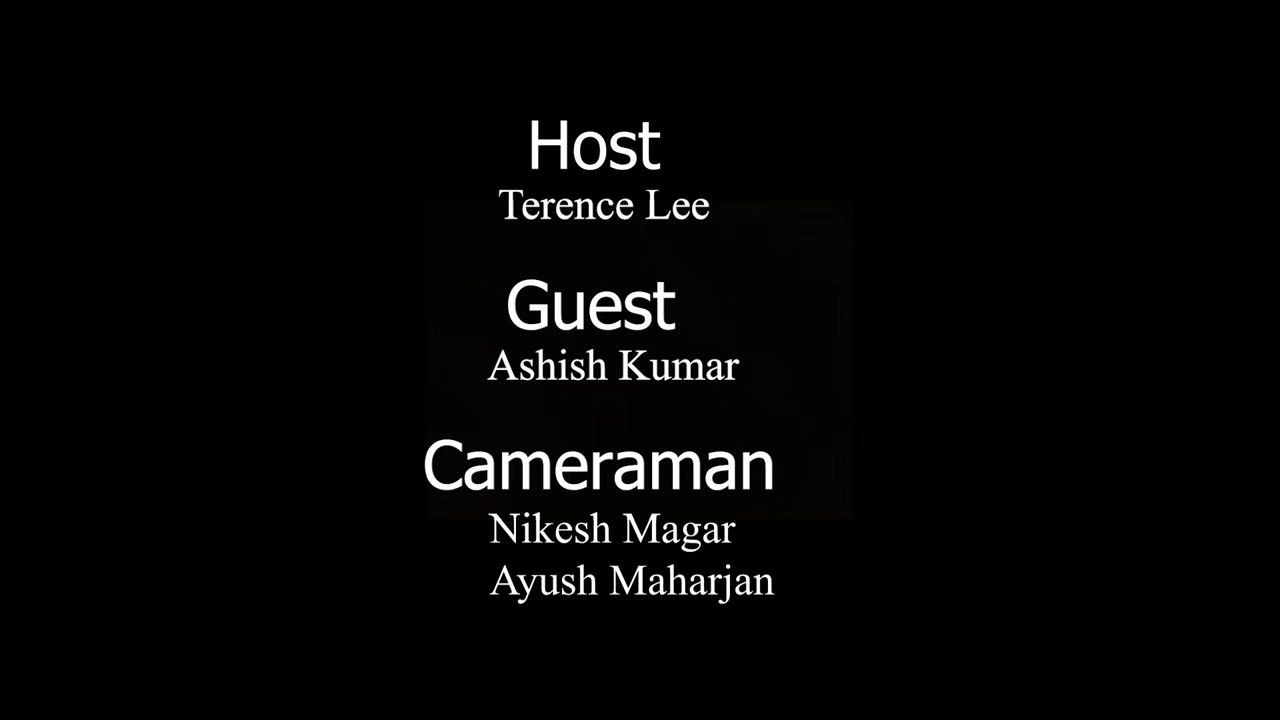 Host
Terence Lee
Guest
Ashish Kumar
Cameraman
Nikesh Magar
Ayush Maharjan